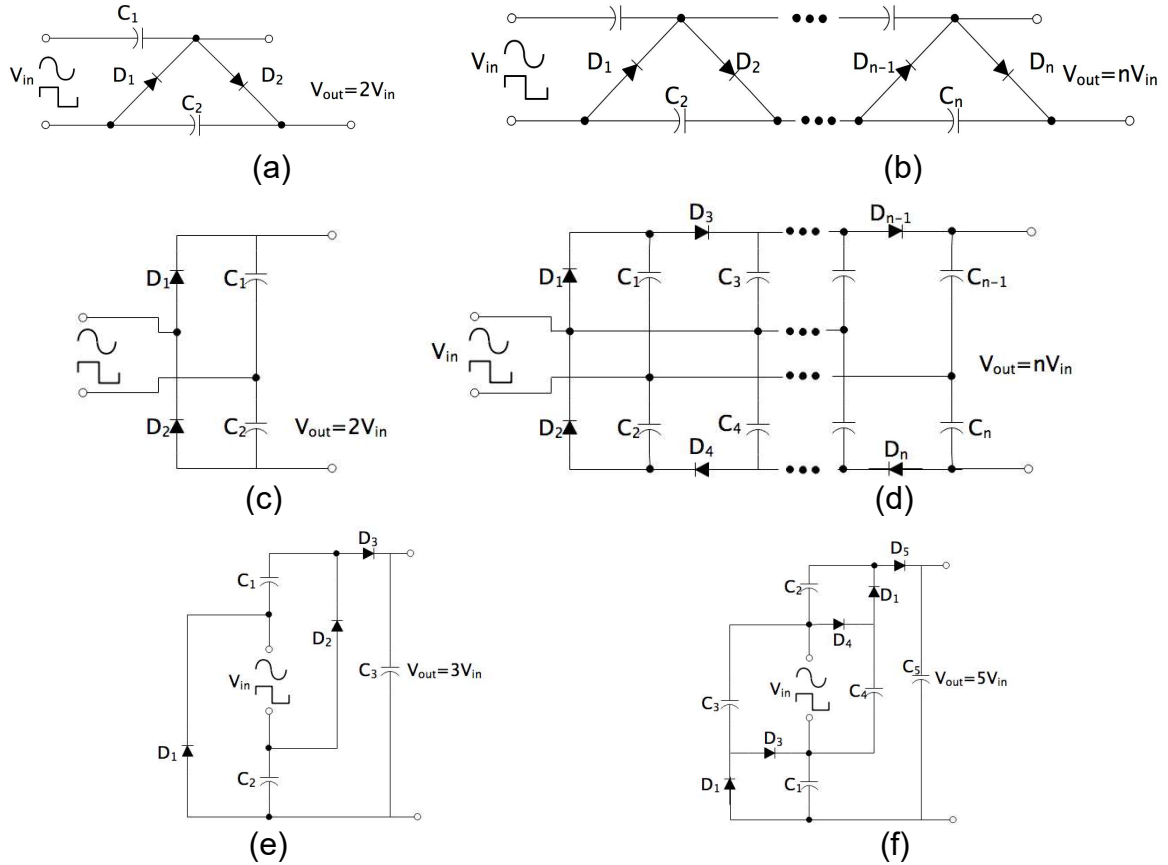 C1
Vin
D1
D2
C2
Vout=2Vin
(a)
Vin
D1
D2
Dn-1
Dn
Vout=nVin
C2
Cn
(b)
D1
C1
Vin
D2
C2
Vout=2Vin
(c)
D3
Dn-1
D1
C1
C3
Cn-1
Vin
Vout=nVin
D2
C2
C4
Cn
D4
Dn
(d)
D3
C1
D2
Vin
C3
Vout=3Vin
D1
C2
(e)
D5
C2
D1
D4
Vin
C4
C5
Vout=5Vin
C3
D3
D1
C1
(f)